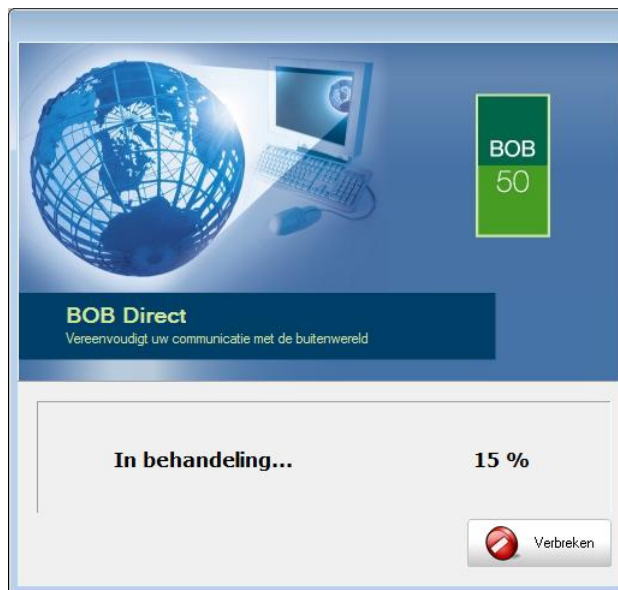 BOB
50
BOB Direct
Vereenvoudigt uw communicatie met de buitenwereld
In behandeling... 15 %
Verbreken